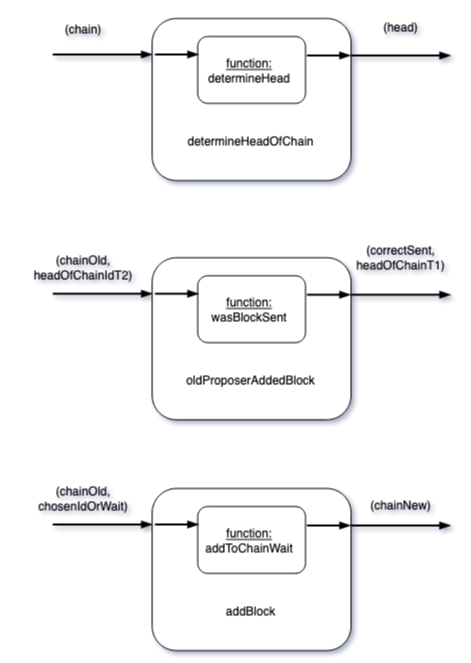 (chain)
(head)
function:
determineHead
determineHeadOfChain
(chainOld,
headOfChainIdT2)
(correctSent,
headOfChainT1)
function:
wasBlockSent
oldProposerAddedBlock
(chainOld,
chosenIdOrWait)
(chainNew)
function:
addToChainWait
addBlock